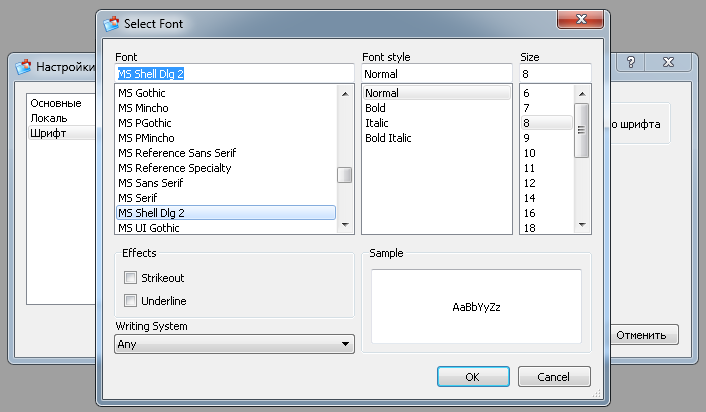 Select Font
Настройки
Основные
Локаль
Шрифт
о шрифта
Отменить
Font
MS Shell Dlg 2
MS Gothic
MS Mincho
MS PGothic
MS PMincho
MS Reference Sans Serif
MS Reference Specialty
MS Sans Serif
MS Serif
MS Shell Dlg 2
MS UI Gothic
Font style
Normal
Normal
Bold
Italic
Bold Italic
Size
8
6
7
8
9
10
11
12
14
16
18
Effects
Strikeout
Underline
Sample
AaBbYyZz
Writing System
Any
OK
Cancel